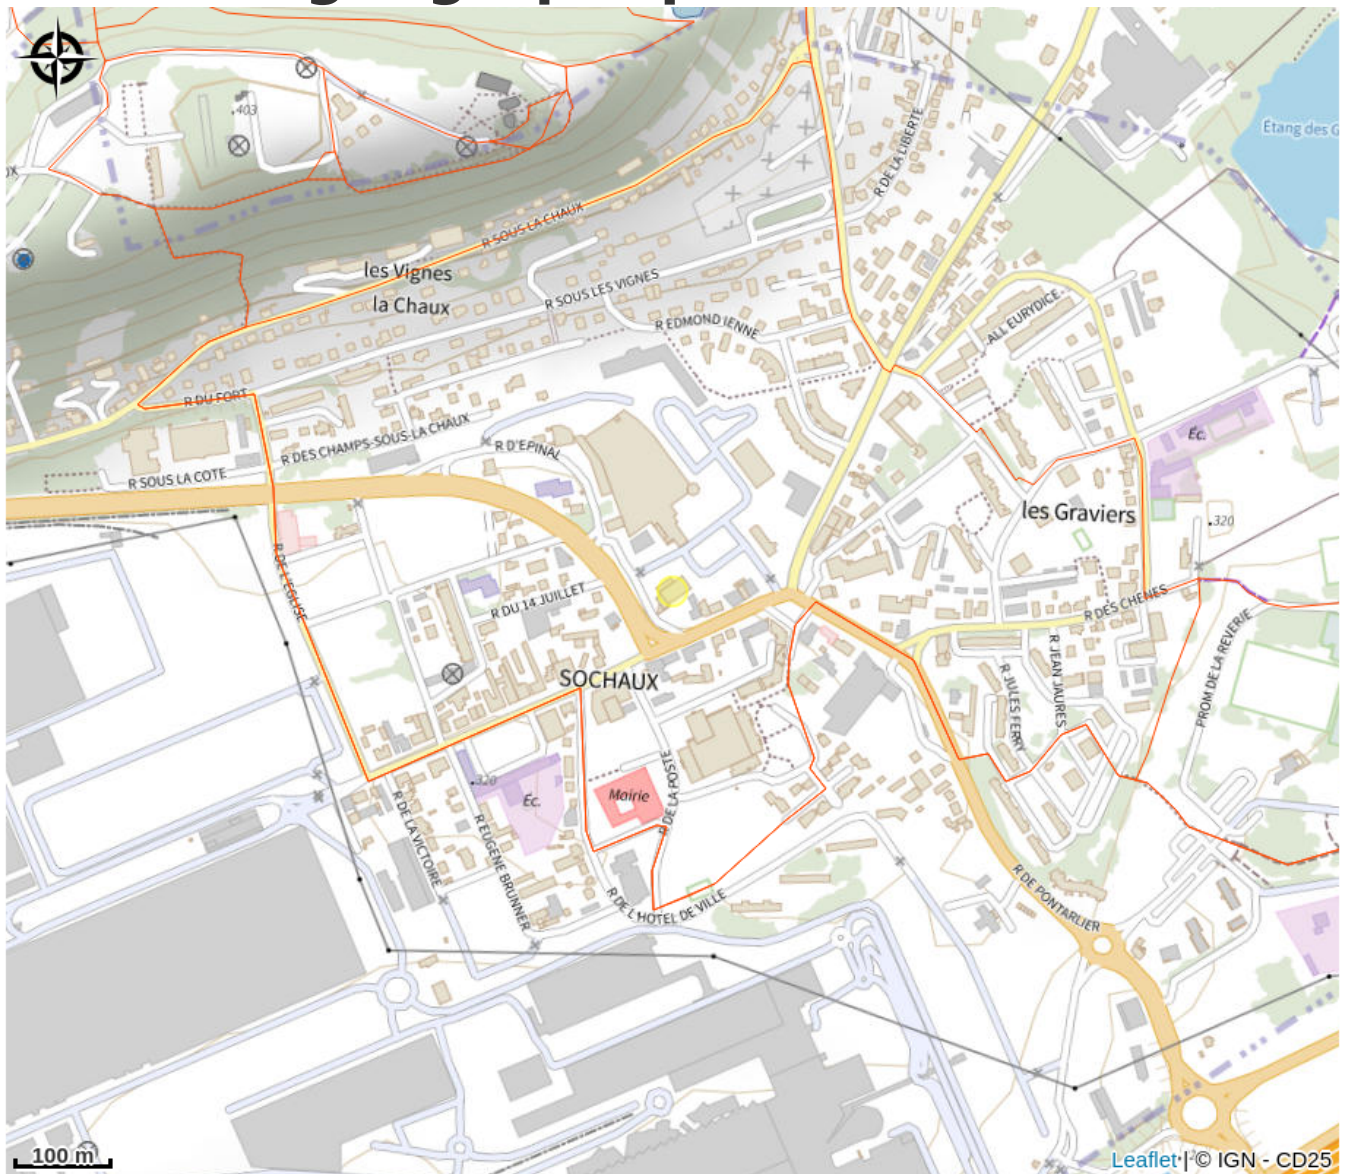 403
Étang des G
R DE LA LIBERTE
UX
R SOUS LA CHAUX
les Vignes
la Chaux
R SOUS LES VIGNES
R EDMOND IENNE
ALL EURYDICE
R DU FORT
R DES CHAMPS-SOUS-LA CHAUX
R D'EPINAL
Éc.
R SOUS LA COTE
les Graviers
320
R DE L'EGLISE
R DU 14 JUILLET
R DES CHENES
PROM DE LA REVERIE
R JEAN JAURES
R JULES FERRY
SOCHAUX
320
Éc.
Mairie
R DE LA POSTE
R DE LA VICTOIRE
R EUGENE BRUNNER
R DE L'HOTEL DE VILLE
R DE PONTARLIER
100 m
Leaflet | © IGN - CD25